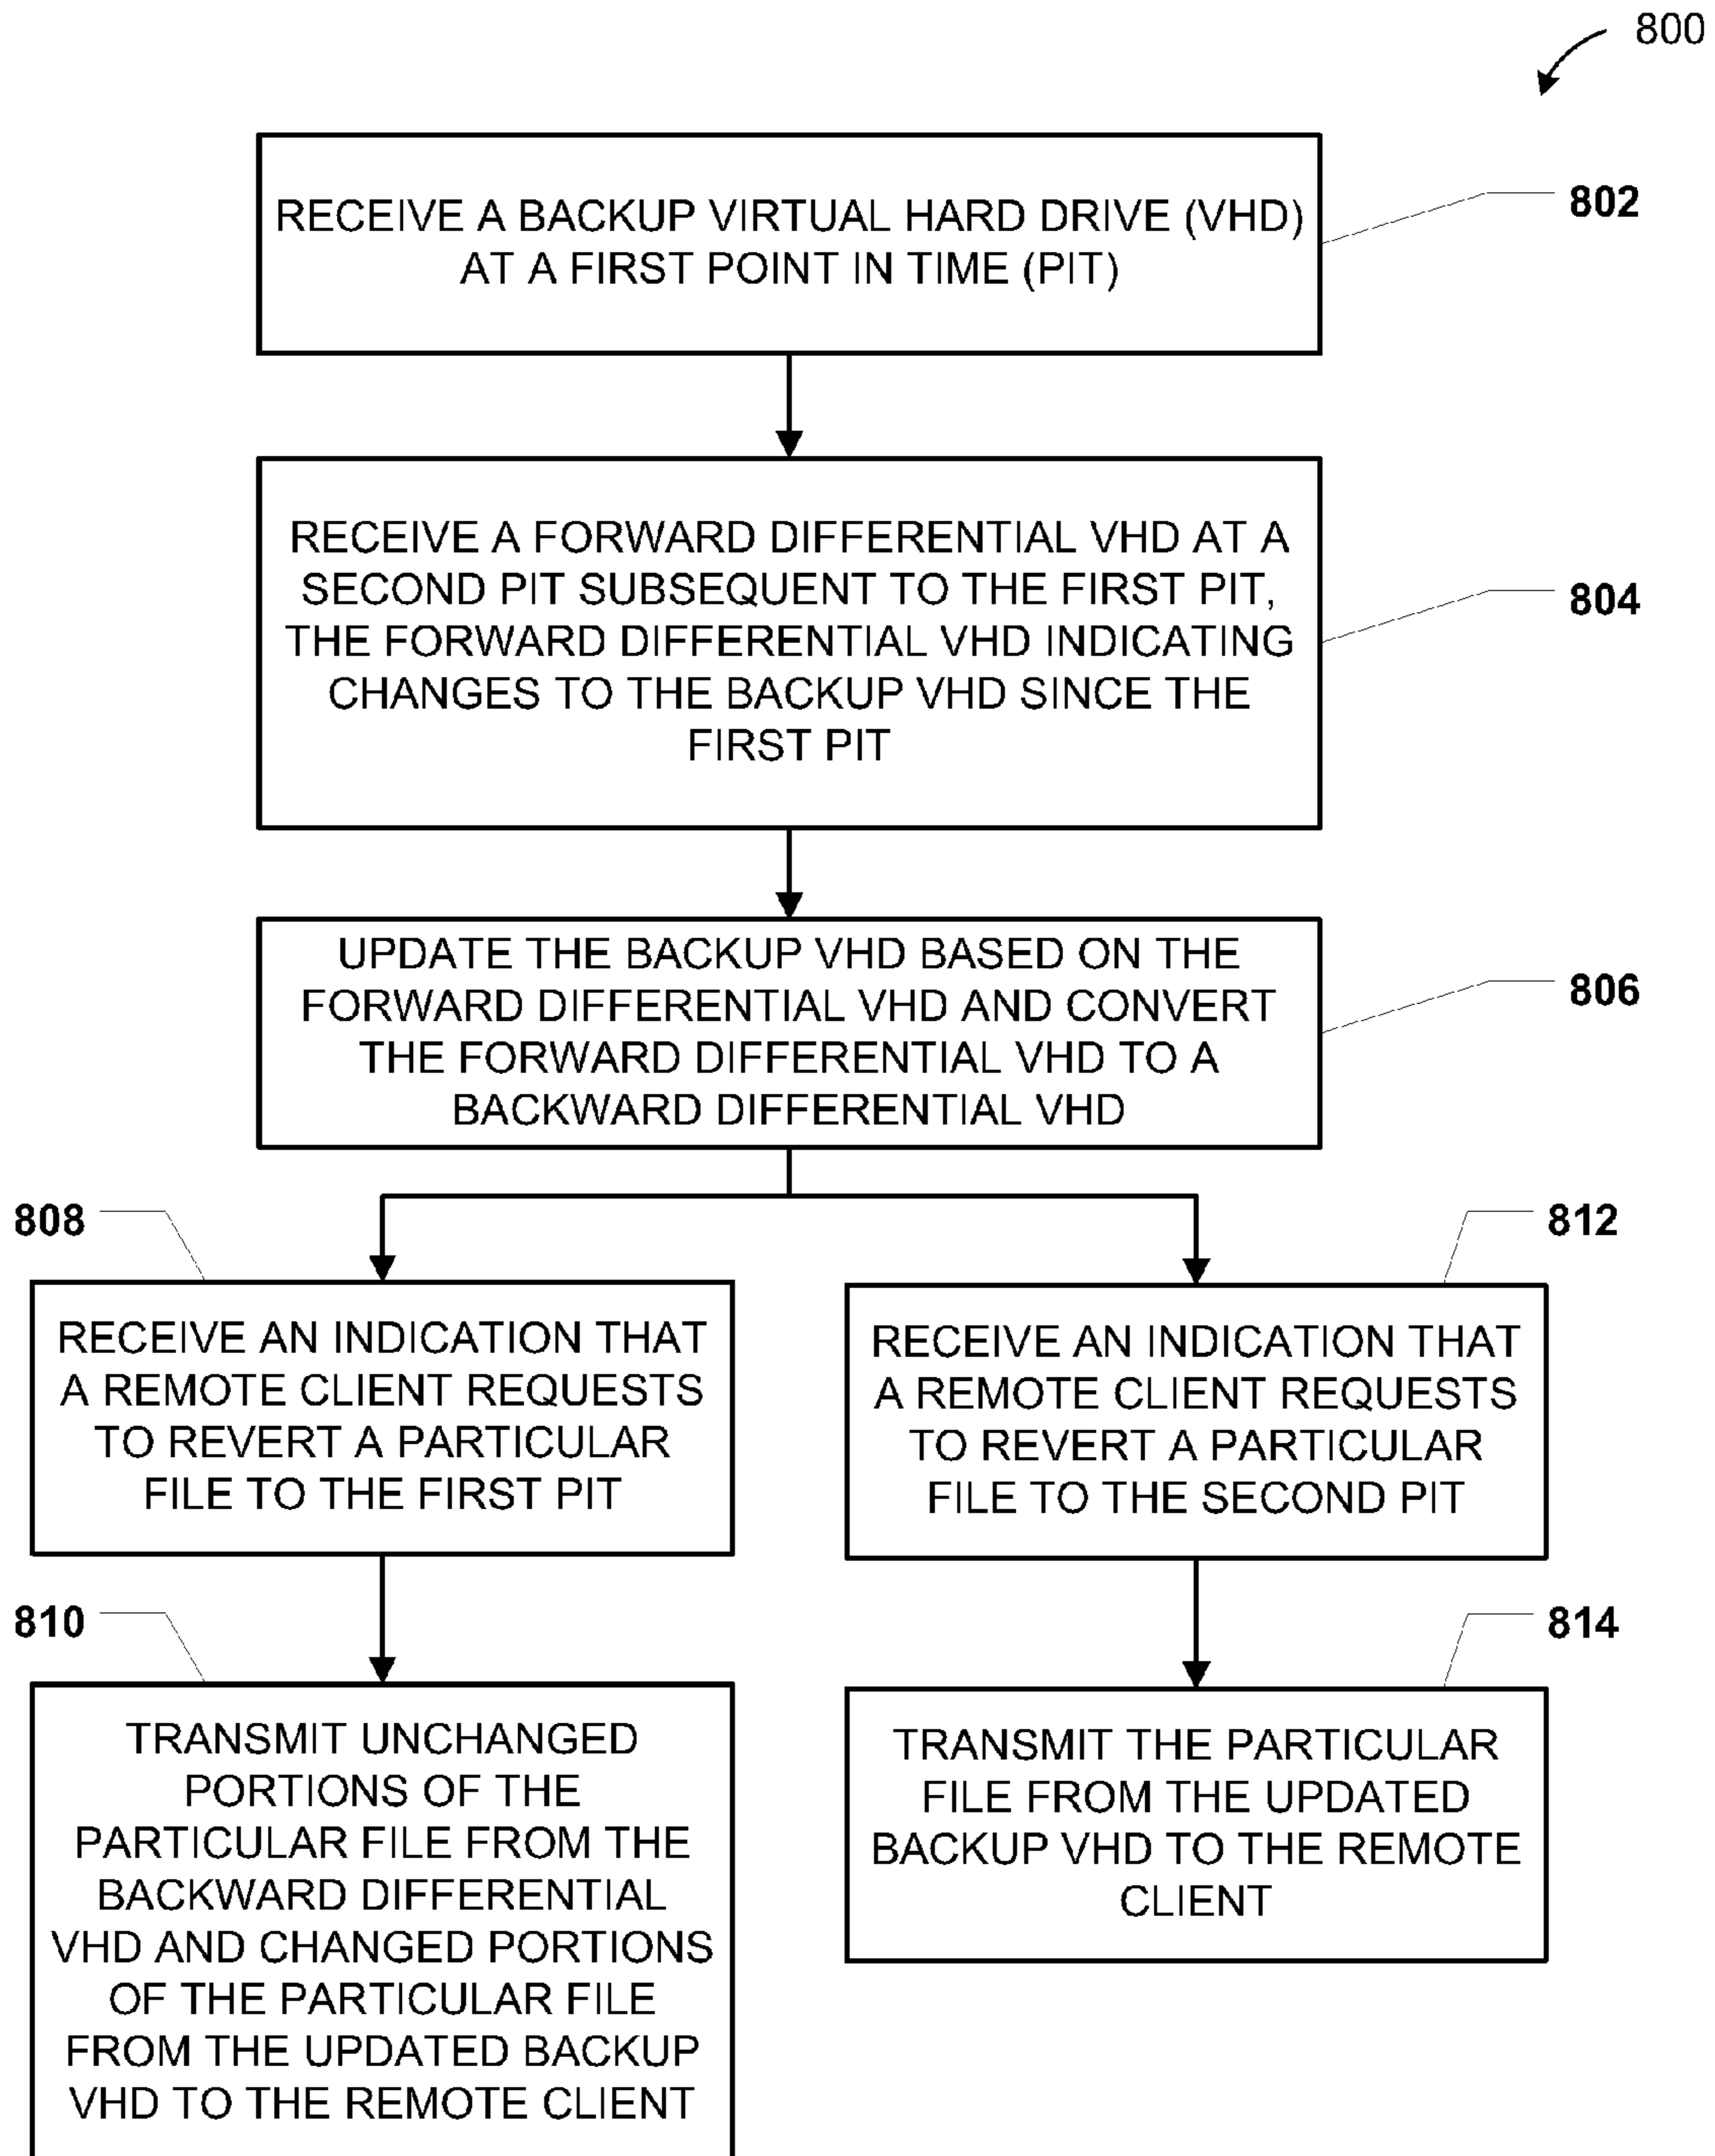 800
RECEIVE A BACKUP VIRTUAL HARD DRIVE (VHD)
AT A FIRST POINT IN TIME (PIT)
802
RECEIVE A FORWARD DIFFERENTIAL VHD AT A
SECOND PIT SUBSEQUENT TO THE FIRST PIT,
THE FORWARD DIFFERENTIAL VHD INDICATING
CHANGES TO THE BACKUP VHD SINCE THE
FIRST PIT
804
UPDATE THE BACKUP VHD BASED ON THE
FORWARD DIFFERENTIAL VHD AND CONVERT
THE FORWARD DIFFERENTIAL VHD TO A
BACKWARD DIFFERENTIAL VHD
806
808
RECEIVE AN INDICATION THAT
A REMOTE CLIENT REQUESTS
TO REVERT A PARTICULAR
FILE TO THE FIRST PIT
812
RECEIVE AN INDICATION THAT
A REMOTE CLIENT REQUESTS
TO REVERT A PARTICULAR
FILE TO THE SECOND PIT
810
TRANSMIT UNCHANGED
PORTIONS OF THE
PARTICULAR FILE FROM THE
BACKWARD DIFFERENTIAL
VHD AND CHANGED PORTIONS
OF THE PARTICULAR FILE
FROM THE UPDATED BACKUP
VHD TO THE REMOTE CLIENT
814
TRANSMIT THE PARTICULAR
FILE FROM THE UPDATED
BACKUP VHD TO THE REMOTE
CLIENT